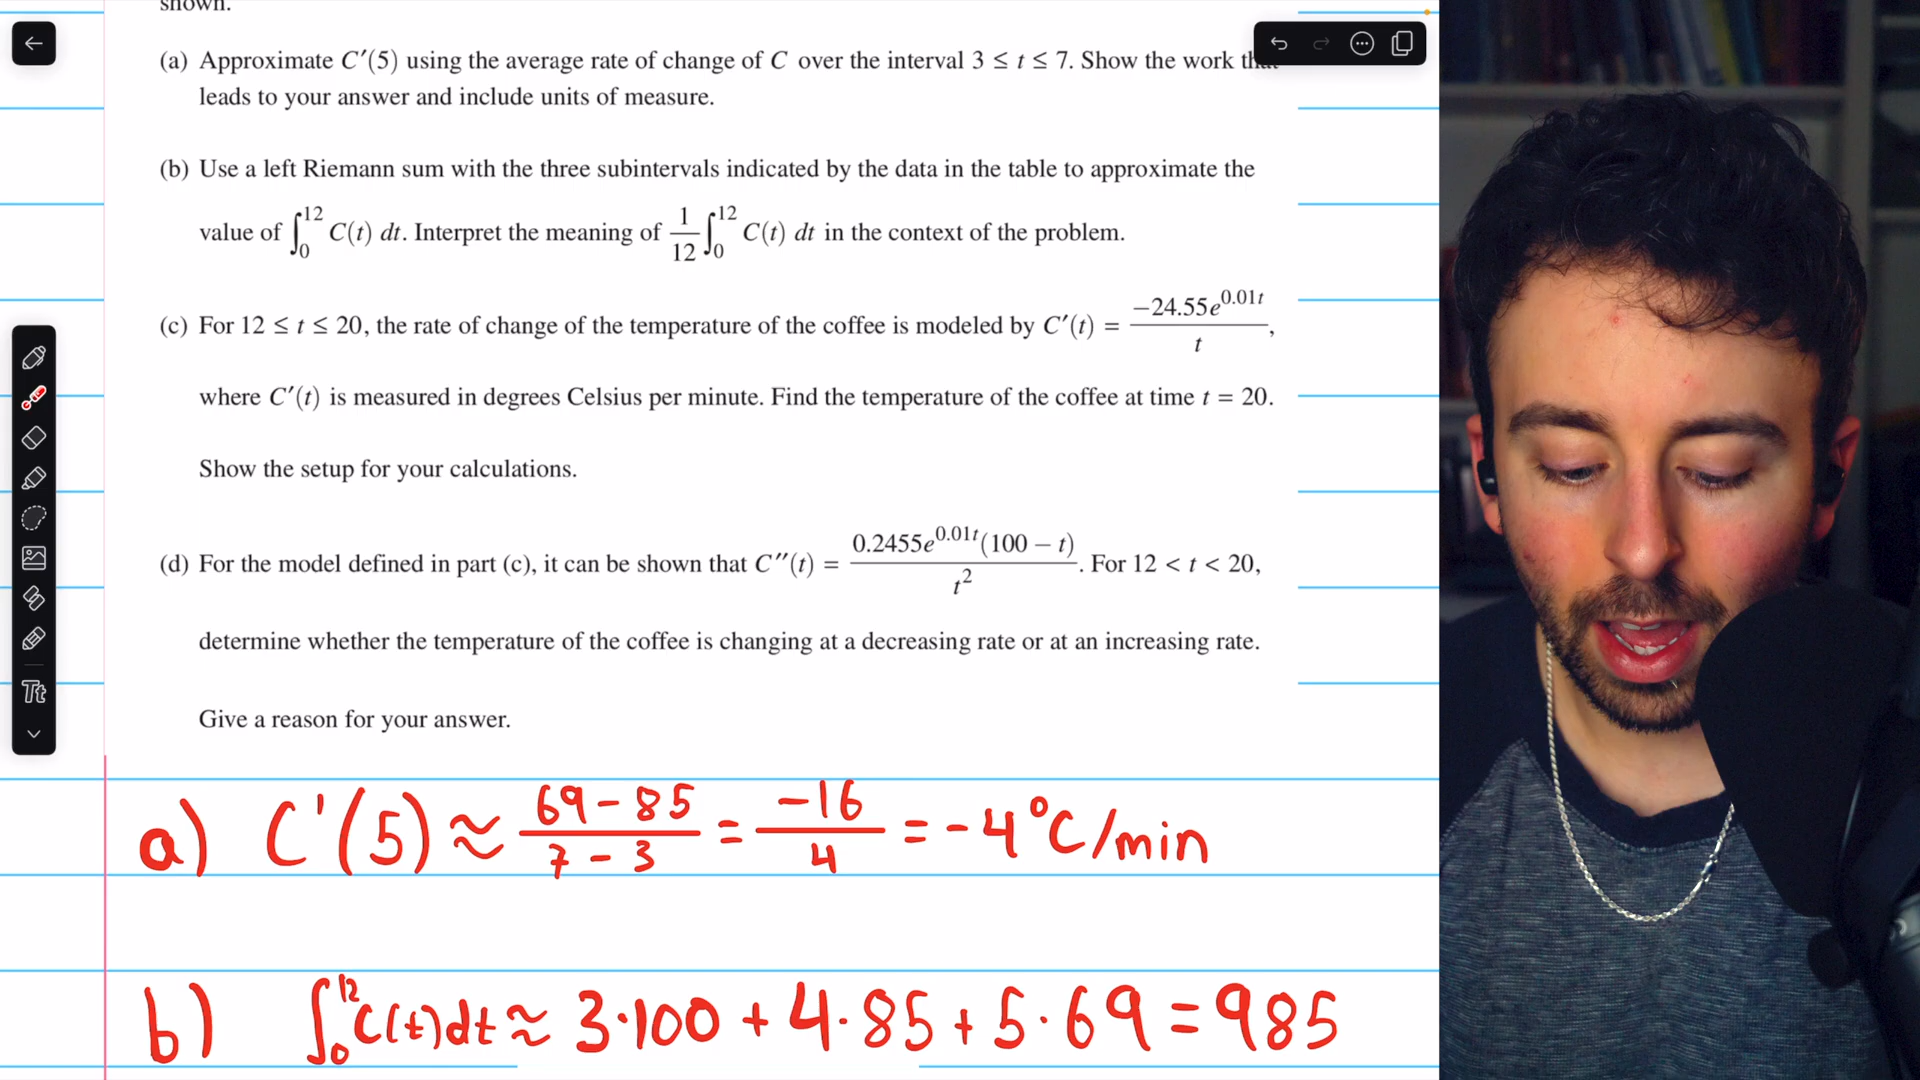 shown.
(a) Approximate C′(5) using the average rate of change of C over the interval 3 ≤ t ≤ 7. Show the work that
leads to your answer and include units of measure.
(b) Use a left Riemann sum with the three subintervals indicated by the data in the table to approximate the
value of ∫₀¹² C(t) dt. Interpret the meaning of 1/12 ∫₀¹² C(t) dt in the context of the problem.
(c) For 12 ≤ t ≤ 20, the rate of change of the temperature of the coffee is modeled by C′(t) = −24.55e^(0.01t)/t,
where C′(t) is measured in degrees Celsius per minute. Find the temperature of the coffee at time t = 20.
Show the setup for your calculations.
(d) For the model defined in part (c), it can be shown that C″(t) = 0.2455e^(0.01t)(100 − t)/t². For 12 < t < 20,
determine whether the temperature of the coffee is changing at a decreasing rate or at an increasing rate.
Give a reason for your answer.
a) C'(5) ≈ (69 - 85)/(7 - 3) = -16/4 = -4°C/min
b) ∫₀¹² C(t)dt ≈ 3·100 + 4·85 + 5·69 = 985
Tt